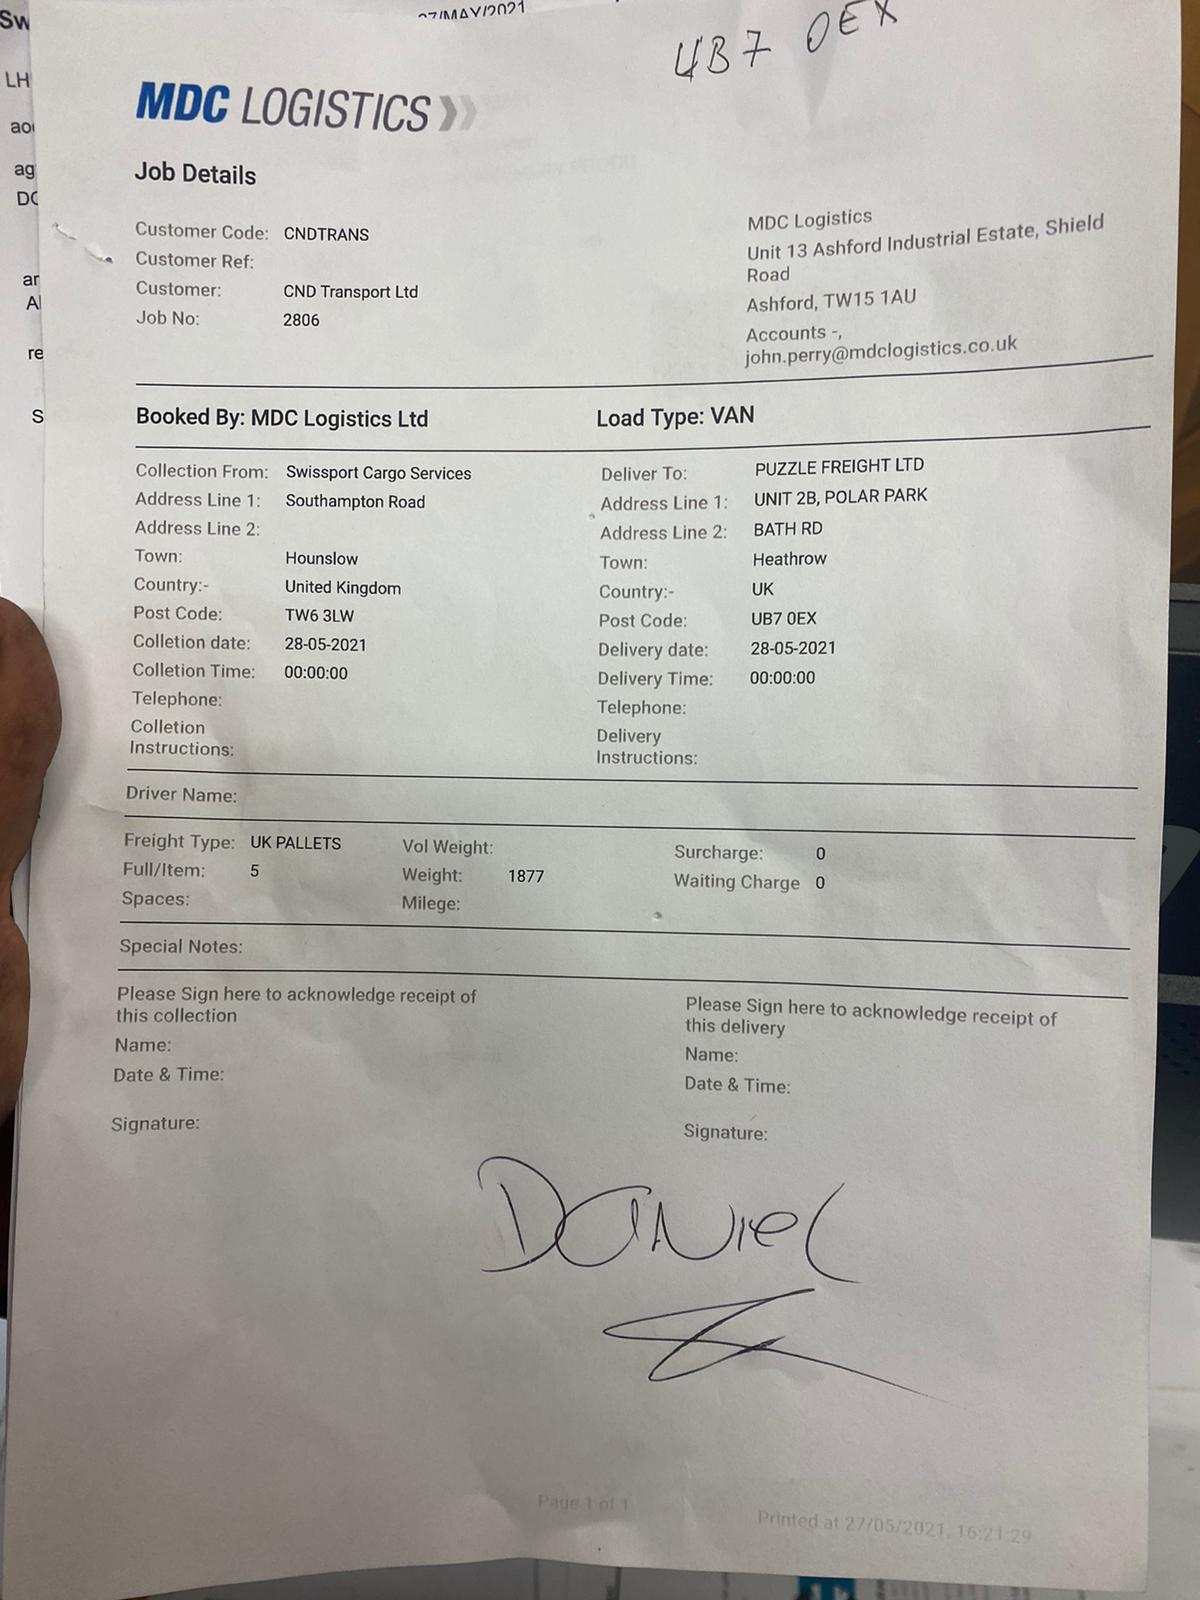 Sw
LH
ag
DC
ar
re
S
27/MAY/2021
UB7 OEX
MDC LOGISTICS
Job Details
Customer Code: CNDTRANS
Customer Ref:
Customer: CND Transport Ltd
Job No: 2806
MDC Logistics
Unit 13 Ashford Industrial Estate, Shield
Road
Ashford, TW15 1AU
Accounts -,
john.perry@mdclogistics.co.uk
Booked By: MDC Logistics Ltd
Load Type: VAN
Collection From: Swissport Cargo Services
Address Line 1: Southampton Road
Address Line 2:
Town: Hounslow
Country:- United Kingdom
Post Code: TW6 3LW
Colletion date: 28-05-2021
Colletion Time: 00:00:00
Telephone:
Colletion
Instructions:
Deliver To: PUZZLE FREIGHT LTD
Address Line 1: UNIT 2B, POLAR PARK
Address Line 2: BATH RD
Town: Heathrow
Country:- UK
Post Code: UB7 0EX
Delivery date: 28-05-2021
Delivery Time: 00:00:00
Telephone:
Delivery
Instructions:
Driver Name:
Freight Type: UK PALLETS
Full/Item: 5
Spaces:
Vol Weight:
Weight: 1877
Milege:
Surcharge: 0
Waiting Charge 0
Special Notes:
Please Sign here to acknowledge receipt of
this collection
Name:
Date & Time:
Signature:
Please Sign here to acknowledge receipt of
this delivery
Name:
Date & Time:
Signature:
DANIEL
Page 1 of 1
Printed at 27/05/2021, 16:21:29